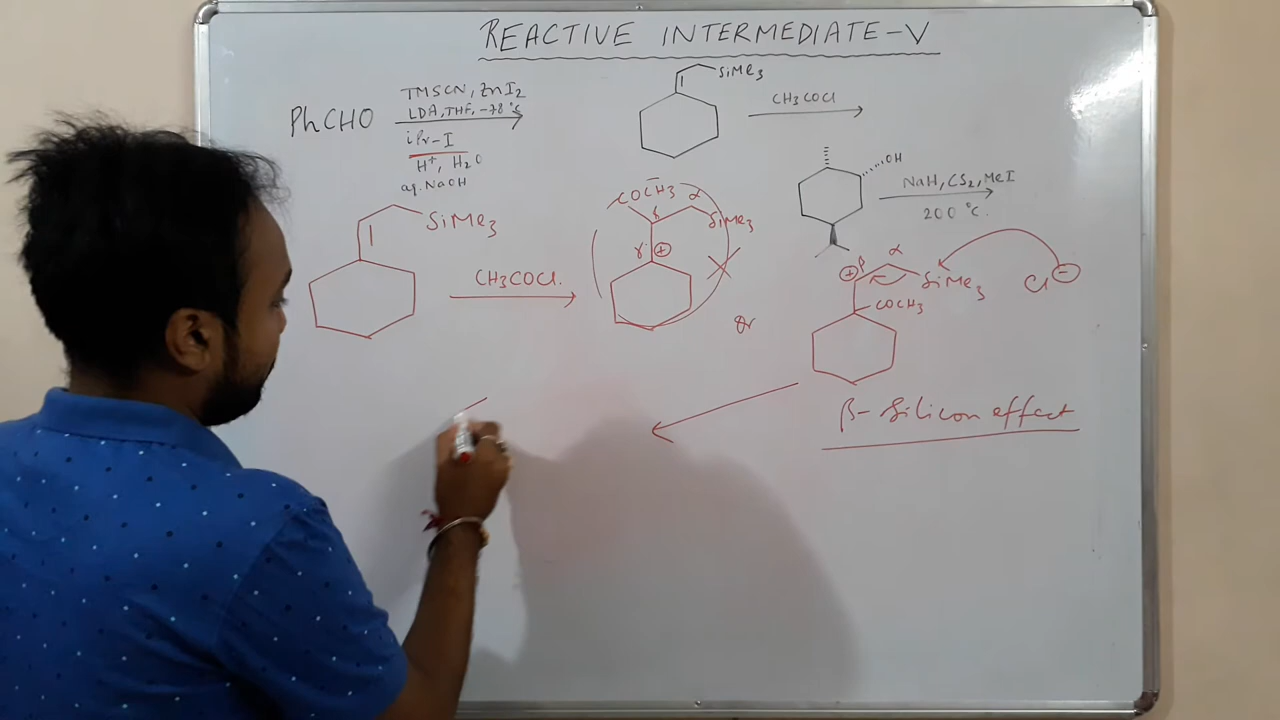 REACTIVE INTERMEDIATE-V
PhCHO
TMSCN, ZnI2
LDA, THF, -78°c
iPr-I
H+, H2O
aq. NaOH
SiMe3
CH3COCl
OH
NaH, CS2, MeI
200 °C.
SiMe3
CH3COCl.
COCH3
α
β
SiMe3
γ
⊕
Or
⊕
β
α
SiMe3
COCH3
Cl ⊖
β- Silicon effect